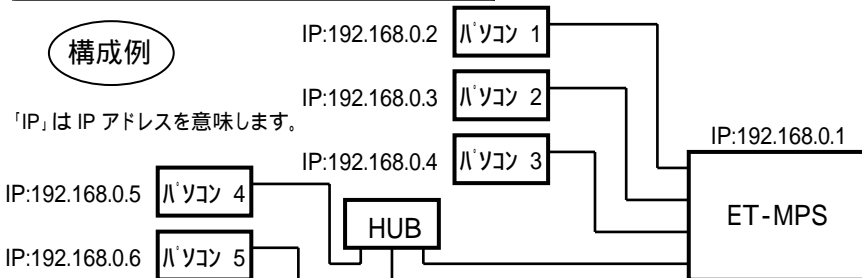 構成例
「IP」は IP アドレスを意味します。
IP:192.168.0.2 ﾊﾟｿｺﾝ 1
IP:192.168.0.3 ﾊﾟｿｺﾝ 2
IP:192.168.0.4 ﾊﾟｿｺﾝ 3
IP:192.168.0.1
ET-MPS
IP:192.168.0.5 ﾊﾟｿｺﾝ 4
HUB
IP:192.168.0.6 ﾊﾟｿｺﾝ 5